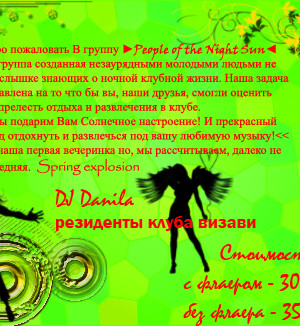 ро пожаловать В группу ►People of the Night Sun◄
группа созданная незаурядными молодыми людьми не
слышке знающих о ночной клубной жизни. Наша задача
авлена на то что бы вы, наши друзья, смогли оценить
прелесть отдыха и развлечения в клубе.
ы подарим Вам Солнечное настроение! И прекрасный
д отдохнуть и развлечься под вашу любимую музыку!<<
наша первая вечеринка но, мы рассчитываем, далеко не
едняя. Spring explosion
DJ Danila
резиденты клуба визави
Стоимост
с флаером - 30
без флаера - 35